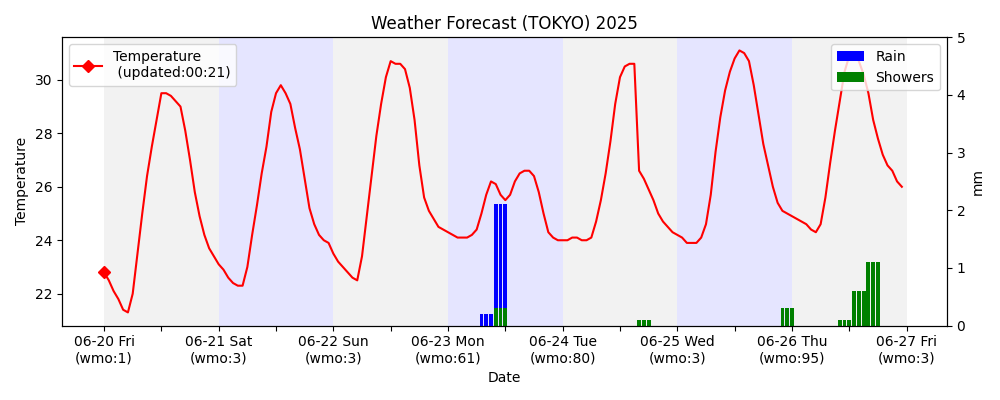 Weather Forecast (TOKYO) 2025
Temperature
(updated:00:21)
Rain
Showers
Temperature
30
28
26
24
22
5
4
3
2
1
0
mm
06-20 Fri
(wmo:1)
06-21 Sat
(wmo:3)
06-22 Sun
(wmo:3)
06-23 Mon
(wmo:61)
06-24 Tue
(wmo:80)
06-25 Wed
(wmo:3)
06-26 Thu
(wmo:95)
06-27 Fri
(wmo:3)
Date